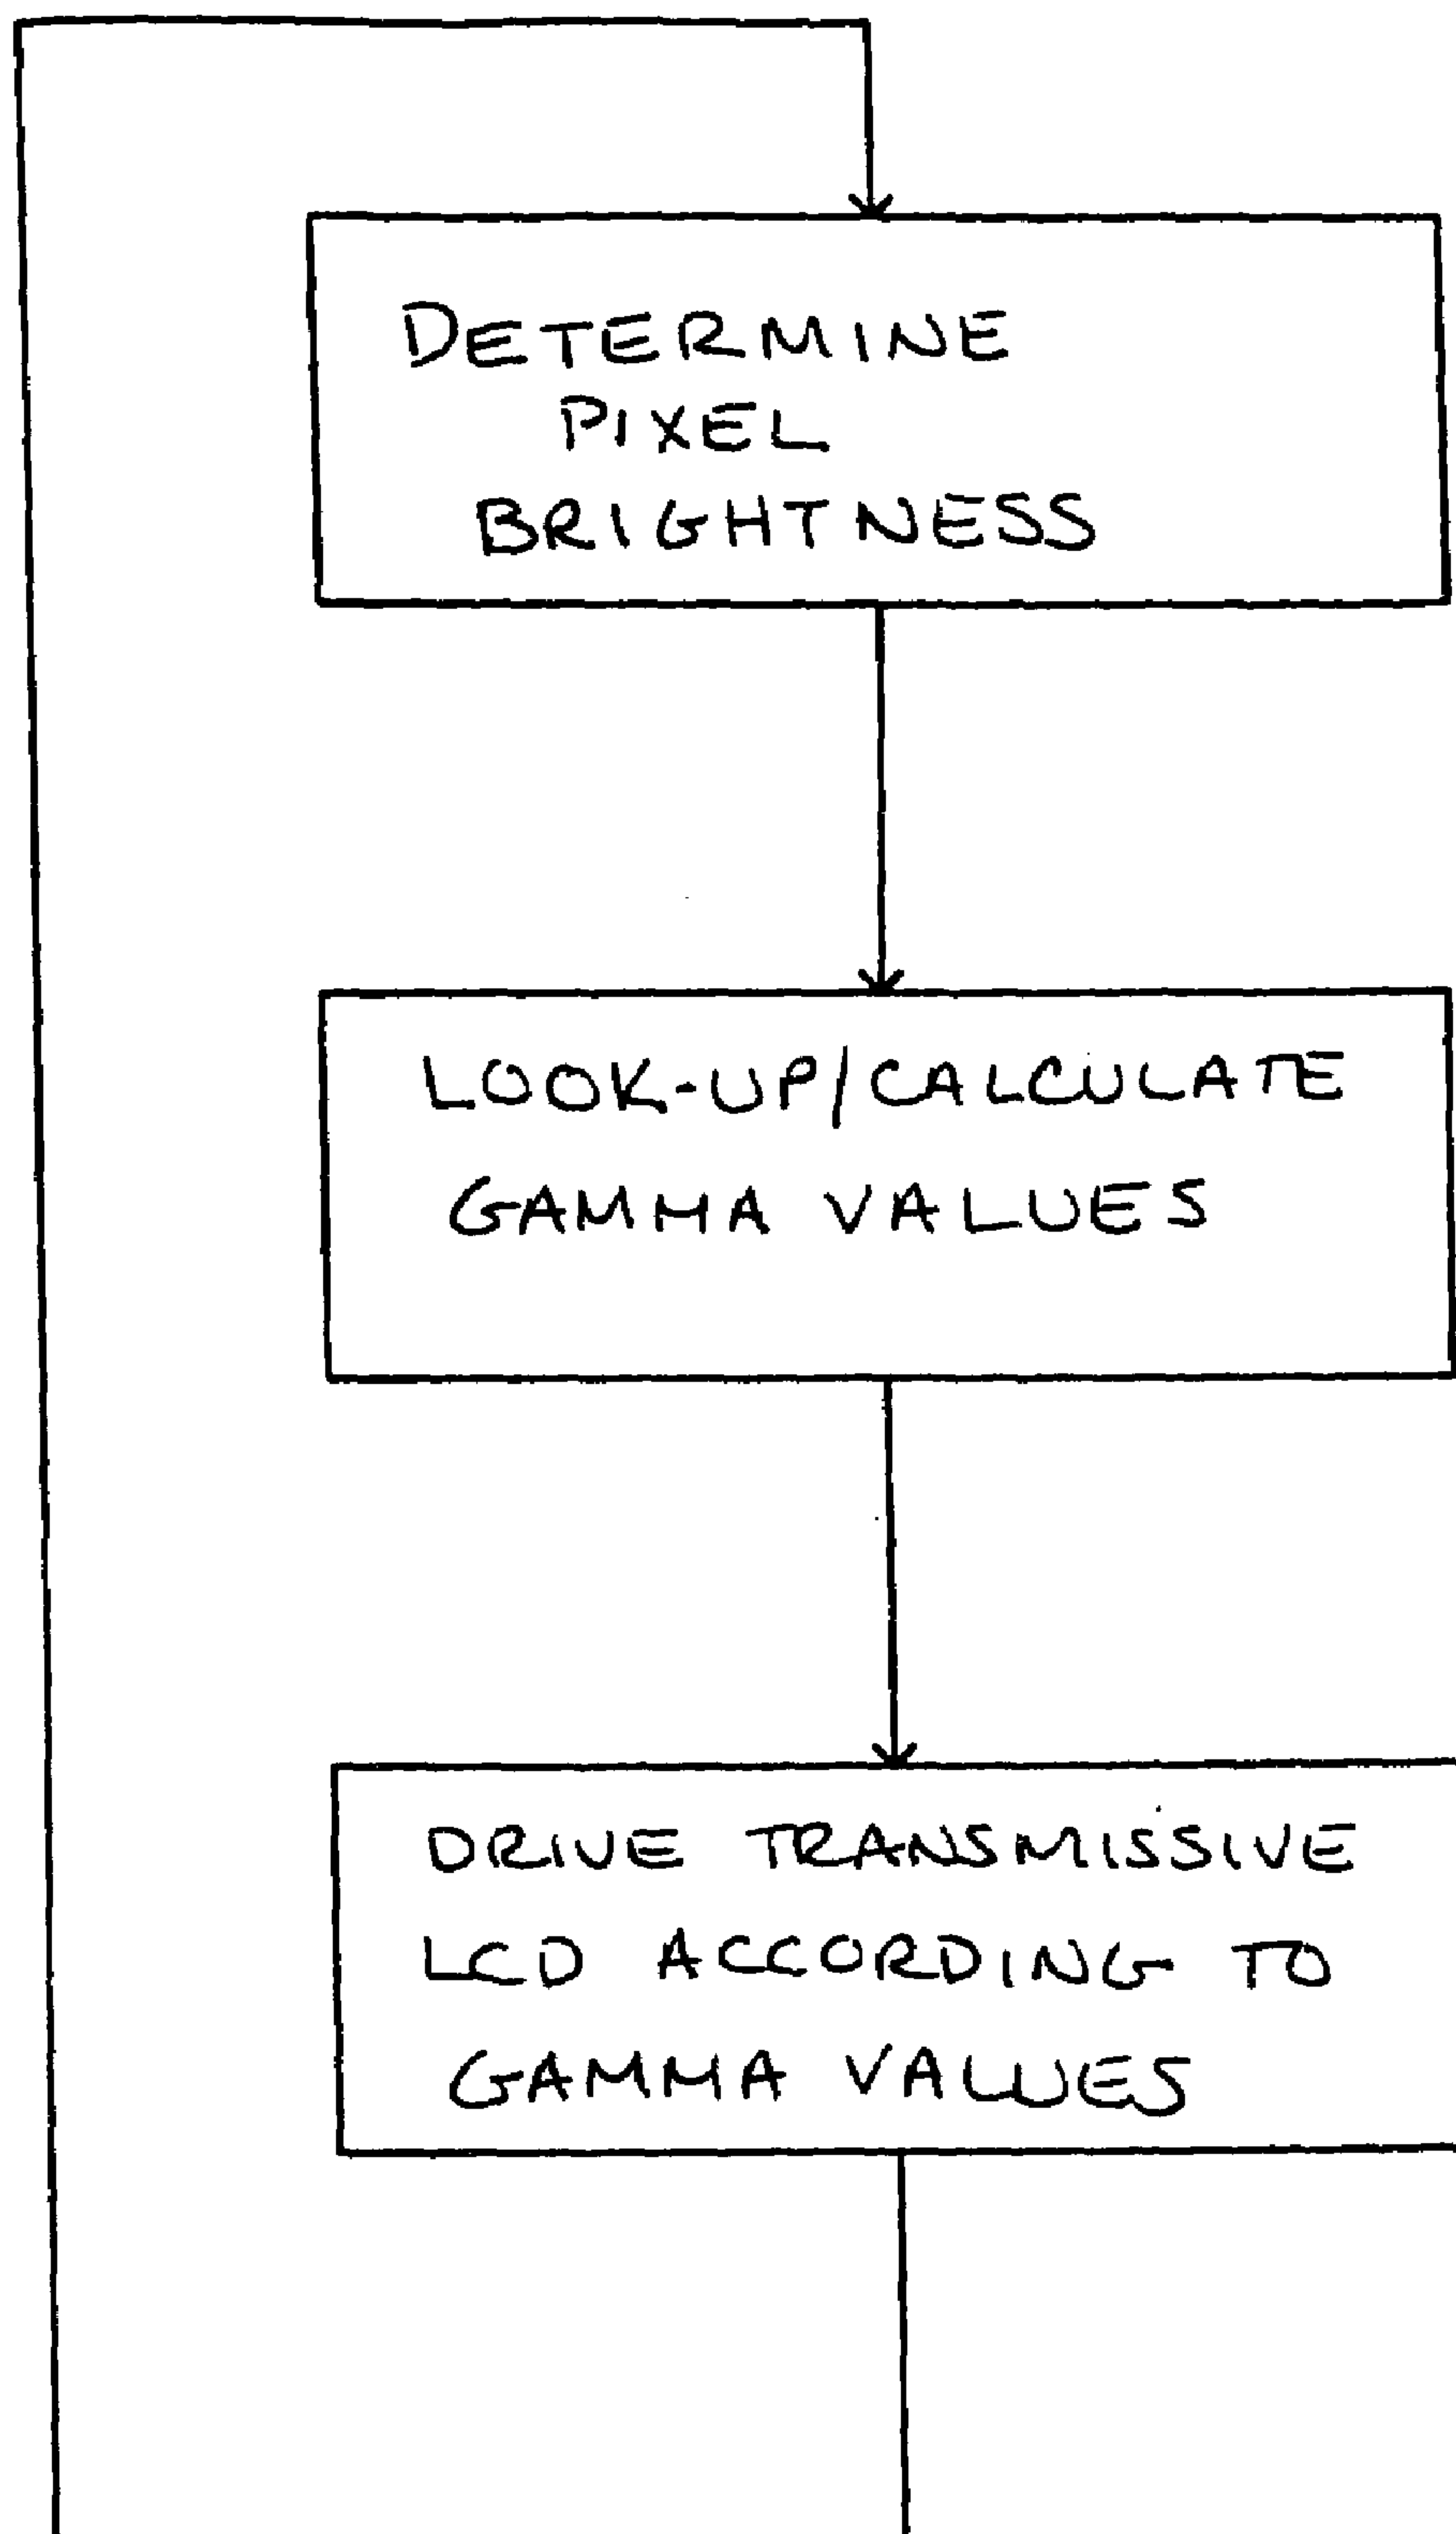 DETERMINE
PIXEL
BRIGHTNESS
LOOK-UP/CALCULATE
GAMMA VALUES
DRIVE TRANSMISSIVE
LCD ACCORDING TO
GAMMA VALUES